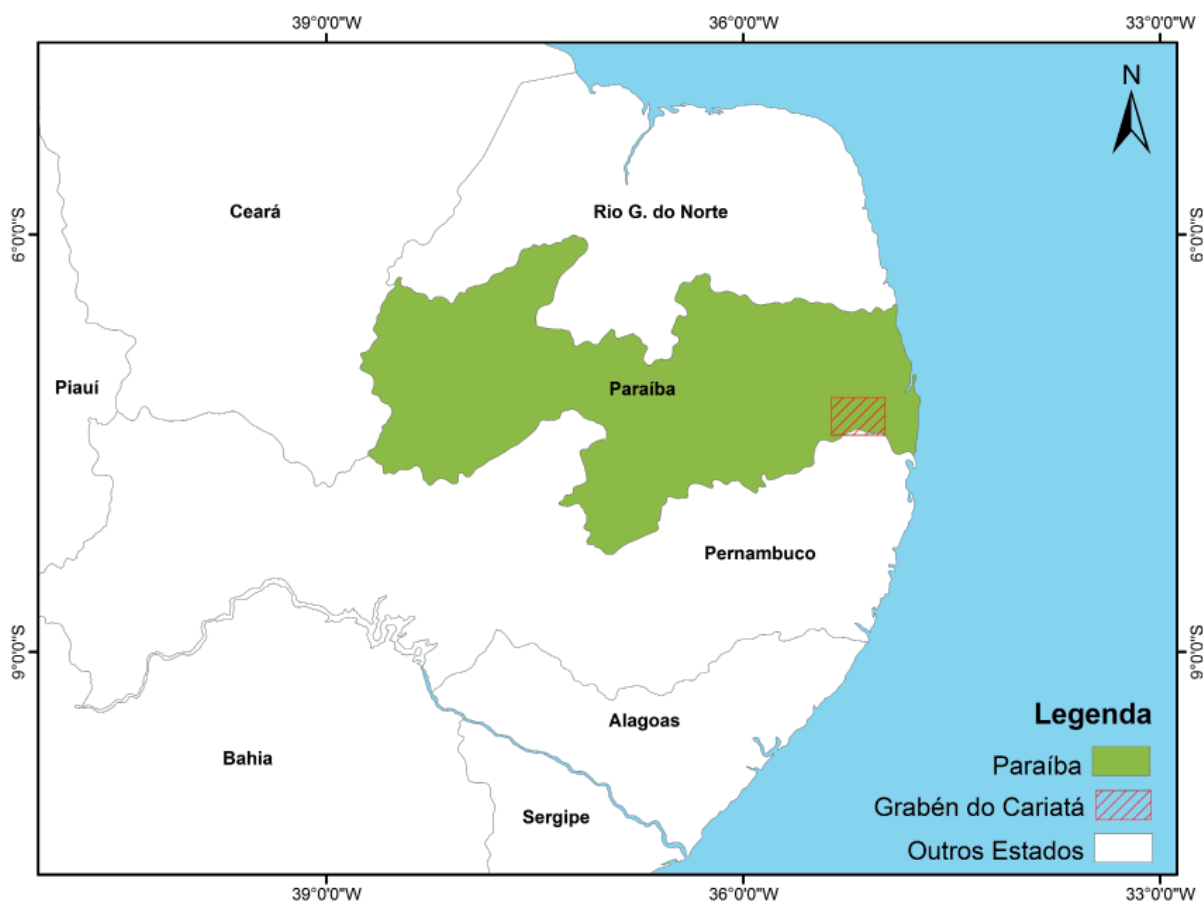 39°0'0"W 36°0'0"W 33°0'0"W
N
6°0'0"S
6°0'0"S
Ceará
Rio G. do Norte
Piauí
Paraíba
Pernambuco
9°0'0"S
9°0'0"S
Alagoas
Bahia
Sergipe
Legenda
Paraíba
Grabén do Cariatá
Outros Estados
39°0'0"W 36°0'0"W 33°0'0"W